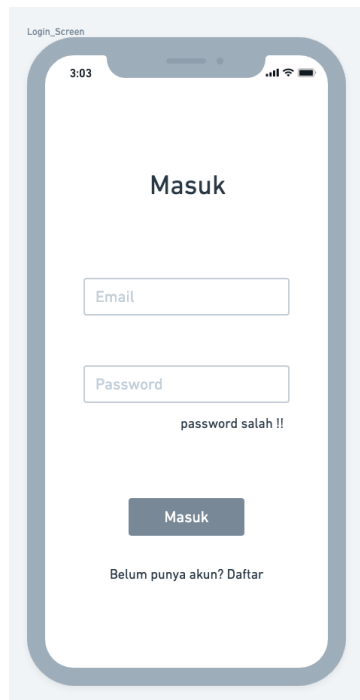 Login_Screen
3:03
Masuk
Email
Password
password salah !!
Masuk
Belum punya akun? Daftar